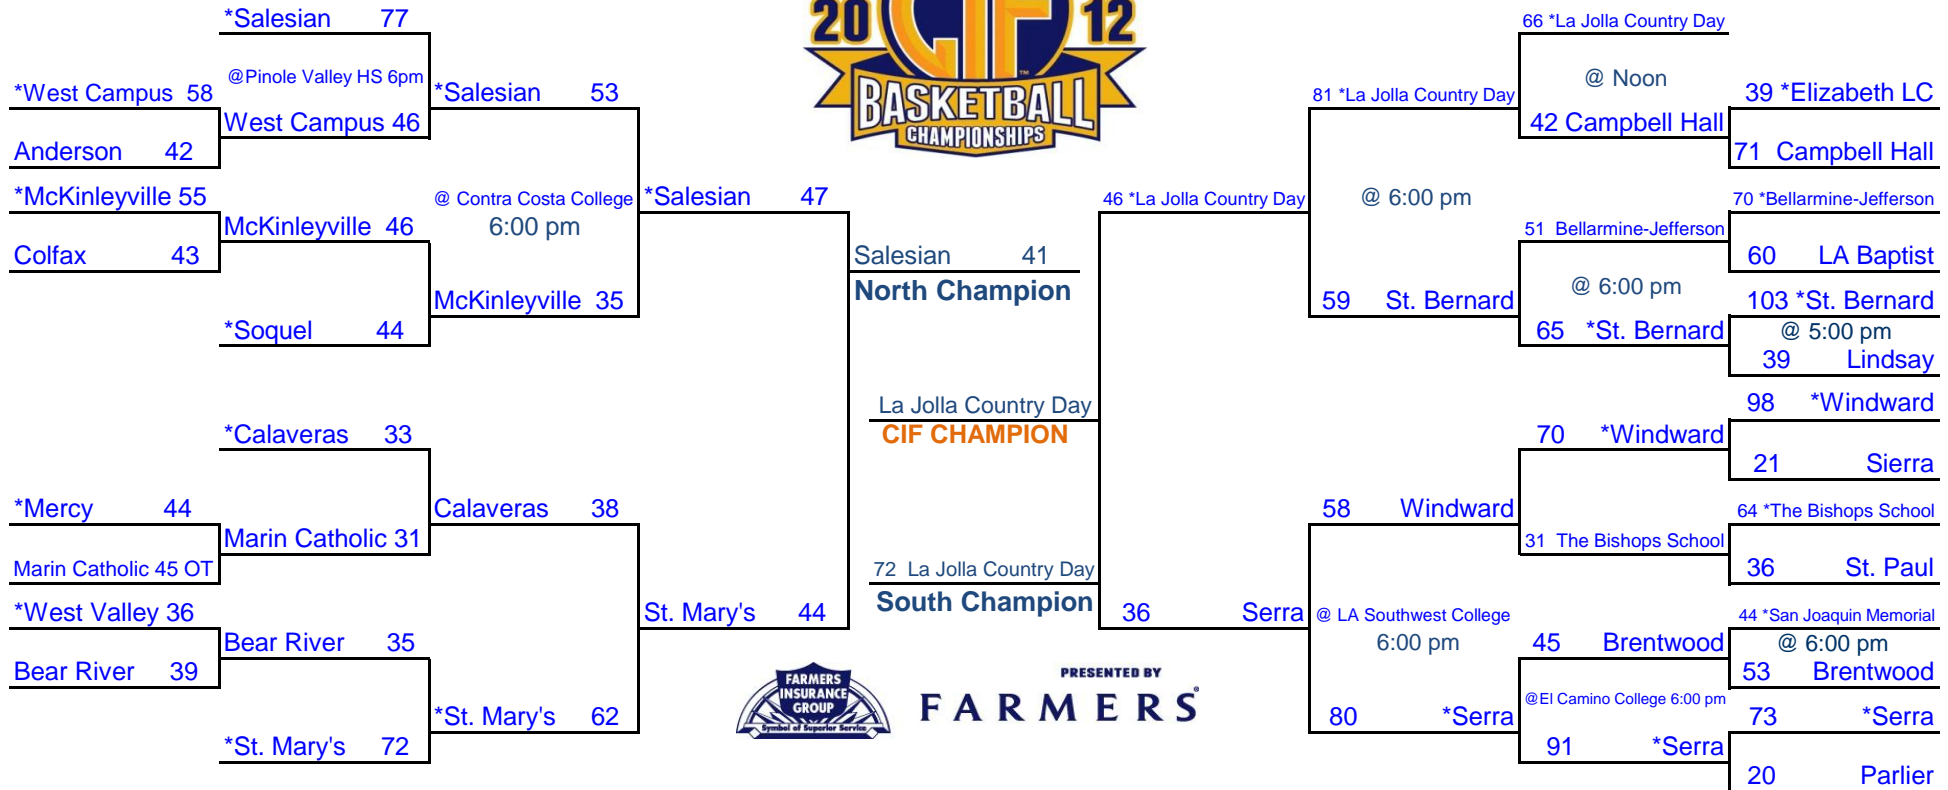 *Salesian 77
@Pinole Valley HS 6pm
*West Campus 58
West Campus 46
Anderson 42
*Salesian 53
*McKinleyville 55
McKinleyville 46
Colfax 43
@ Contra Costa College
6:00 pm
McKinleyville 35
*Soquel 44
*Salesian 47
*Calaveras 33
*Mercy 44
Marin Catholic 31
Marin Catholic 45 OT
Calaveras 38
*West Valley 36
Bear River 35
Bear River 39
*St. Mary's 62
*St. Mary's 72
St. Mary's 44
Salesian 41
North Champion
20 CIF 12
™
BASKETBALL
CHAMPIONSHIPS
La Jolla Country Day
CIF CHAMPION
72 La Jolla Country Day
South Champion
FARMERS
INSURANCE
GROUP
Symbol of Superior Service
PRESENTED BY
FARMERS®
46 *La Jolla Country Day
36 Serra
81 *La Jolla Country Day
@ 6:00 pm
59 St. Bernard
58 Windward
@ LA Southwest College
6:00 pm
80 *Serra
66 *La Jolla Country Day
@ Noon
42 Campbell Hall
51 Bellarmine-Jefferson
@ 6:00 pm
65 *St. Bernard
70 *Windward
31 The Bishops School
45 Brentwood
@El Camino College 6:00 pm
91 *Serra
39 *Elizabeth LC
71 Campbell Hall
70 *Bellarmine-Jefferson
60 LA Baptist
103 *St. Bernard
@ 5:00 pm
39 Lindsay
98 *Windward
21 Sierra
64 *The Bishops School
36 St. Paul
44 *San Joaquin Memorial
@ 6:00 pm
53 Brentwood
73 *Serra
20 Parlier